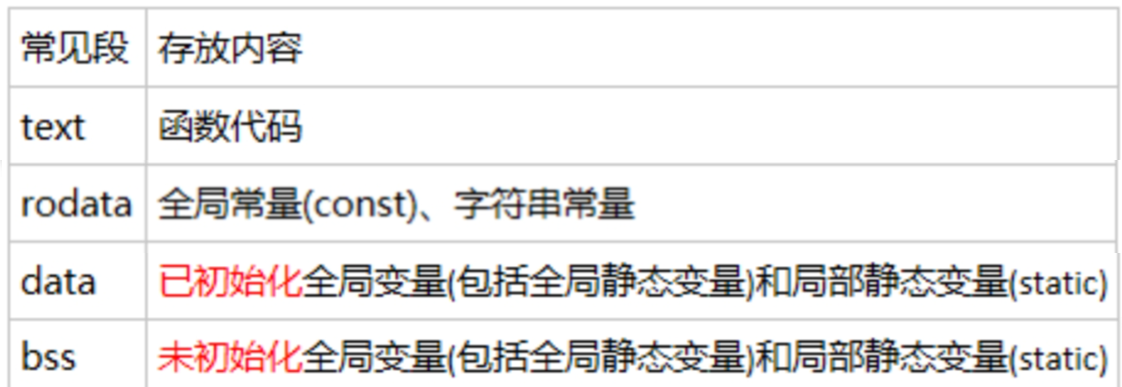 常见段 存放内容
text 函数代码
rodata 全局常量(const)、字符串常量
data 已初始化全局变量(包括全局静态变量)和局部静态变量(static)
bss 未初始化全局变量(包括全局静态变量)和局部静态变量(static)